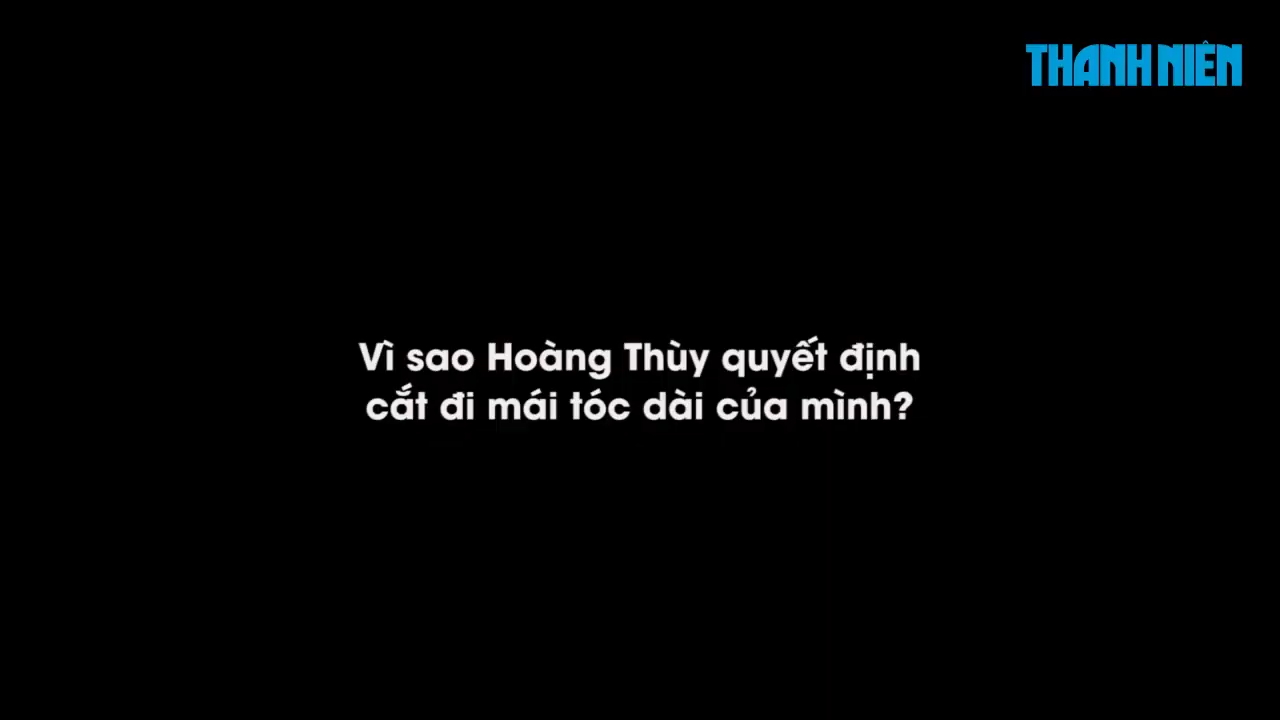 THANH NIÊN
Vì sao Hoàng Thùy quyết định
cắt đi mái tóc dài của mình?